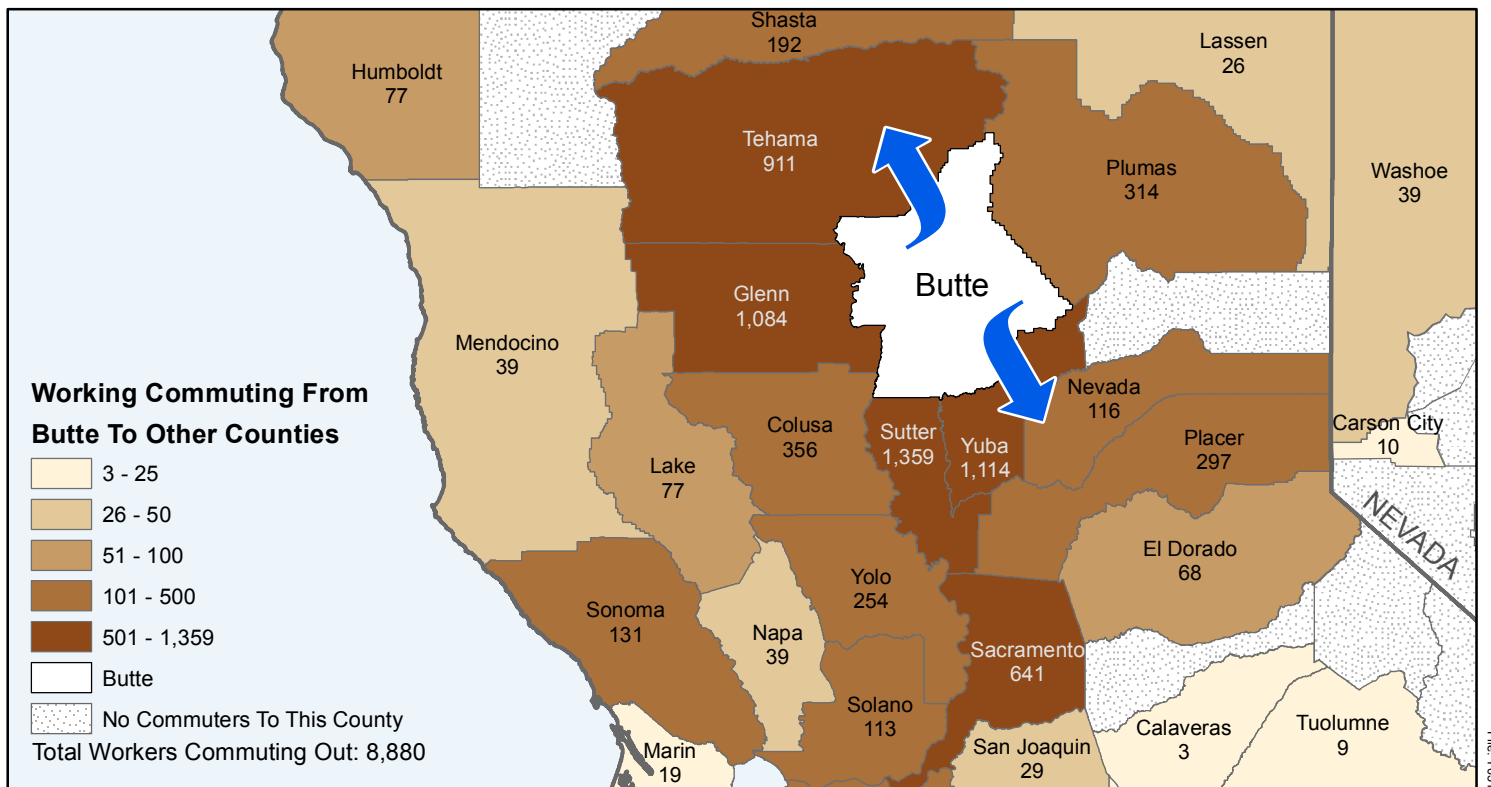 Shasta
192
Lassen
26
Humboldt
77
Tehama
911
Plumas
314
Washoe
39
Butte
Glenn
1,084
Mendocino
39
Nevada
116
Carson City
10
Colusa
356
Sutter
1,359
Yuba
1,114
Placer
297
Lake
77
NEVADA
El Dorado
68
Yolo
254
Sonoma
131
Napa
39
Sacramento
641
Solano
113
Calaveras
3
Tuolumne
9
San Joaquin
29
Marin
19
Working Commuting From
Butte To Other Counties
3 - 25
26 - 50
51 - 100
101 - 500
501 - 1,359
Butte
No Commuters To This County
Total Workers Commuting Out: 8,880